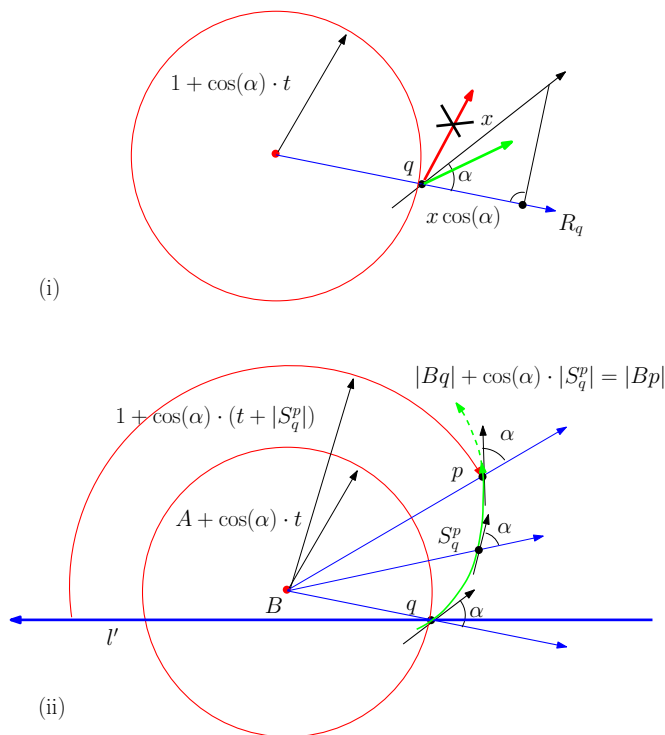 1 + cos(α) · t
q
x
α
x cos(α)
R_q
(i)
|Bq| + cos(α) · |S_q^p| = |Bp|
1 + cos(α) · (t + |S_q^p|)
α
p
A + cos(α) · t
S_q^p
α
B
q
α
l′
(ii)